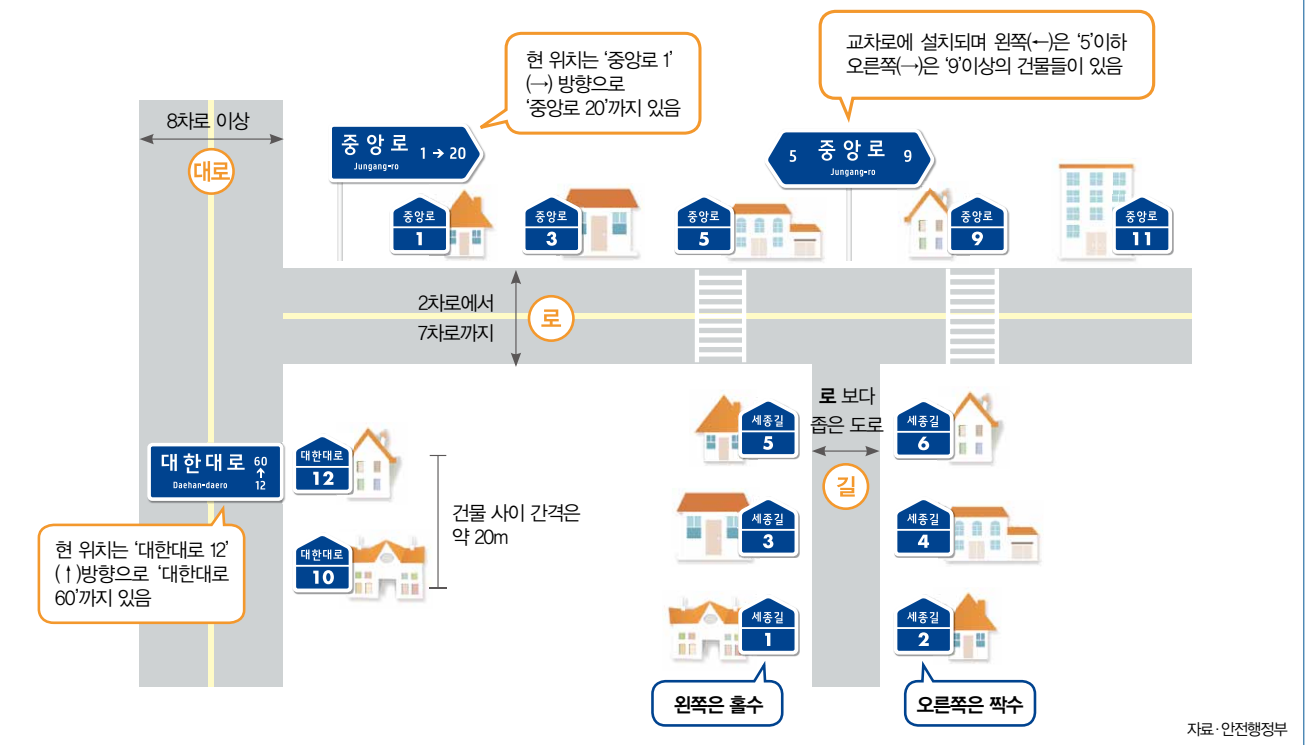 현 위치는 ‘중앙로 1’
(→) 방향으로
‘중앙로 20’까지 있음
교차로에 설치되며 왼쪽(←)은 ‘5’이하
오른쪽(→)은 ‘9’이상의 건물들이 있음
8차로 이상
대로
중앙로 1 → 20
Jungang-ro
5 중앙로 9
Jungang-ro
중앙로
1
중앙로
3
중앙로
5
중앙로
9
중앙로
11
2차로에서
7차로까지
로
로 보다
좁은 도로
길
대한대로 60
↑
Daehan-daero 12
대한대로
12
대한대로
10
건물 사이 간격은
약 20m
현 위치는 ‘대한대로 12’
(↑)방향으로 ‘대한대로
60’까지 있음
세종길
5
세종길
6
세종길
3
세종길
4
세종길
1
세종길
2
왼쪽은 홀수
오른쪽은 짝수
자료·안전행정부